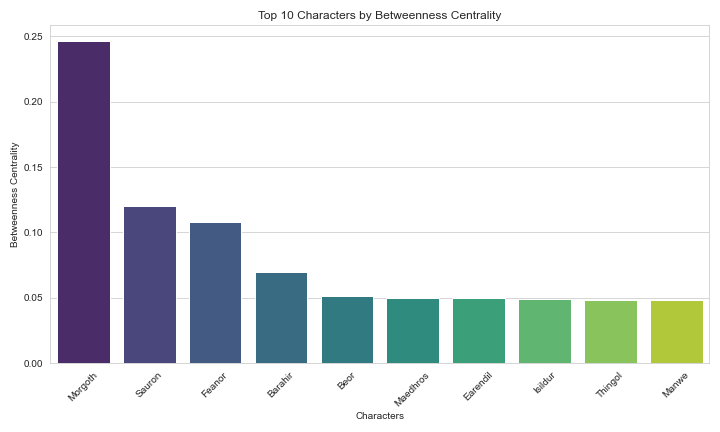 Top 10 Characters by Betweenness Centrality
Betweenness Centrality
0.25
0.20
0.15
0.10
0.05
0.00
Morgoth
Sauron
Feanor
Barahir
Beor
Maedhros
Earendil
Isildur
Thingol
Manwe
Characters